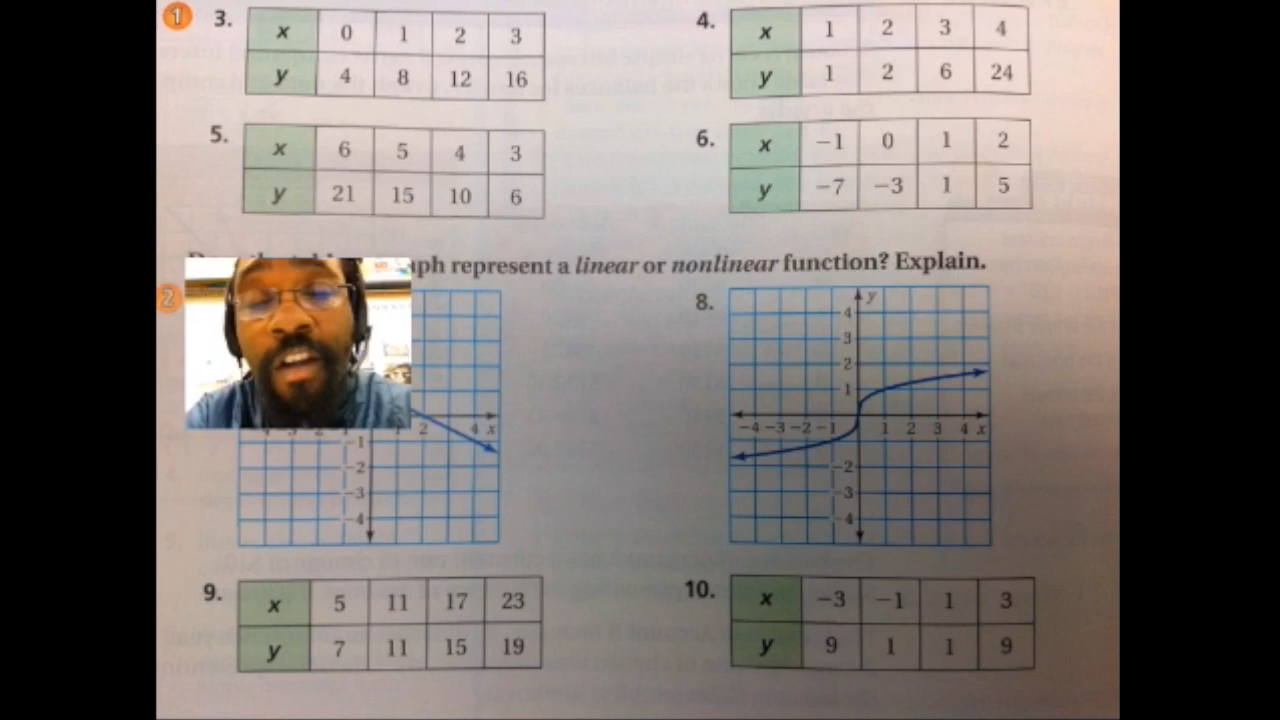 1 3. x 0 1 2 3
y 4 8 12 16
4. x 1 2 3 4
y 1 2 6 24
5. x 6 5 4 3
y 21 15 10 6
6. x −1 0 1 2
y −7 −3 1 5
graph represent a linear or nonlinear function? Explain.
2
2 4 x
−1
−2
−3
−4
8.
y
4
3
2
1
−4 −3 −2 −1 1 2 3 4 x
−2
−3
−4
9. x 5 11 17 23
y 7 11 15 19
10. x −3 −1 1 3
y 9 1 1 9